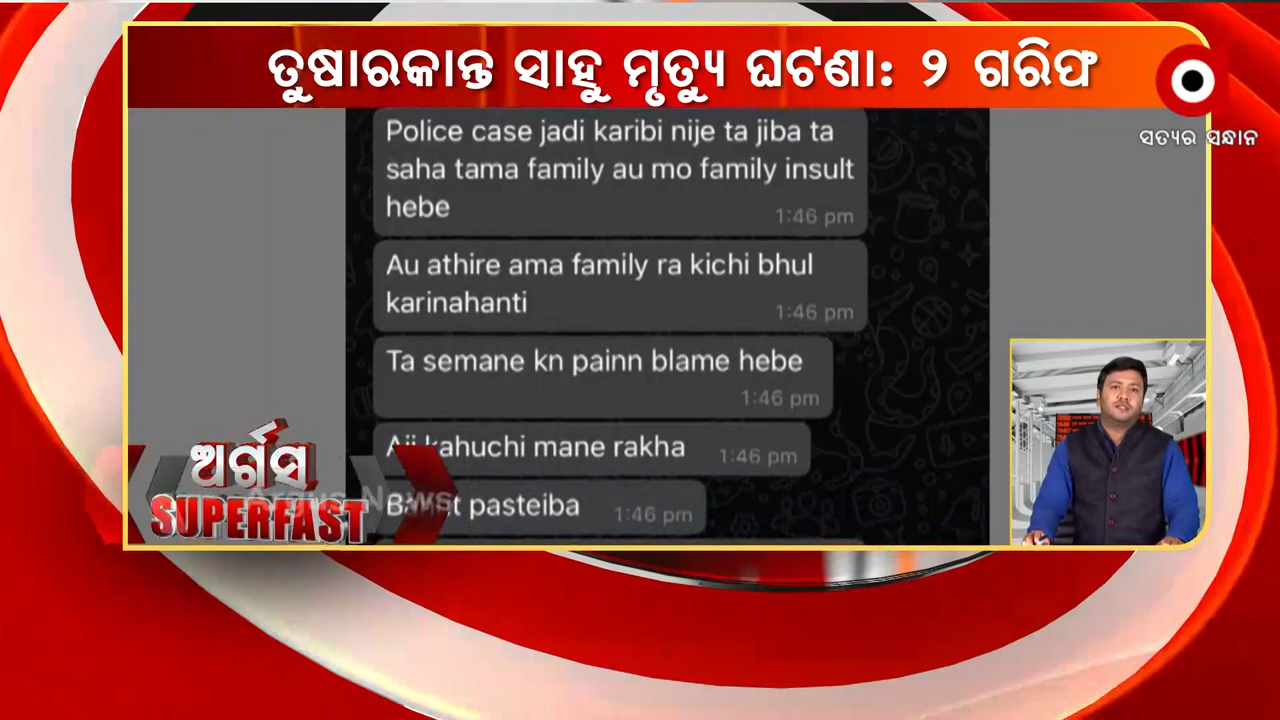 ତୁଷାରକାନ୍ତ ସାହୁ ମୃତ୍ୟୁ ଘଟଣା: ୨ ଗରିଫ
ସତ୍ୟର ସନ୍ଧାନ
Police case jadi karibi nije ta jiba ta
saha tama family au mo family insult
hebe
1:46 pm
Au athire ama family ra kichi bhul
karinahanti
1:46 pm
Ta semane kn painn blame hebe
1:46 pm
kahuchi mane rakha
1:46 pm
pasteiba
1:46 pm
ଅର୍ଗସ୍
Argus News
SUPERFAST